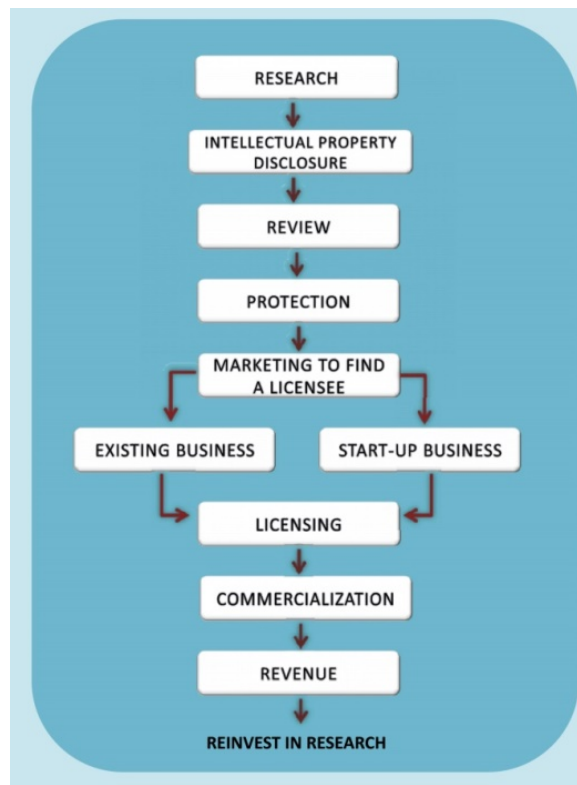 RESEARCH
INTELLECTUAL PROPERTY
DISCLOSURE
REVIEW
PROTECTION
MARKETING TO FIND
A LICENSEE
EXISTING BUSINESS
START-UP BUSINESS
LICENSING
COMMERCIALIZATION
REVENUE
REINVEST IN RESEARCH